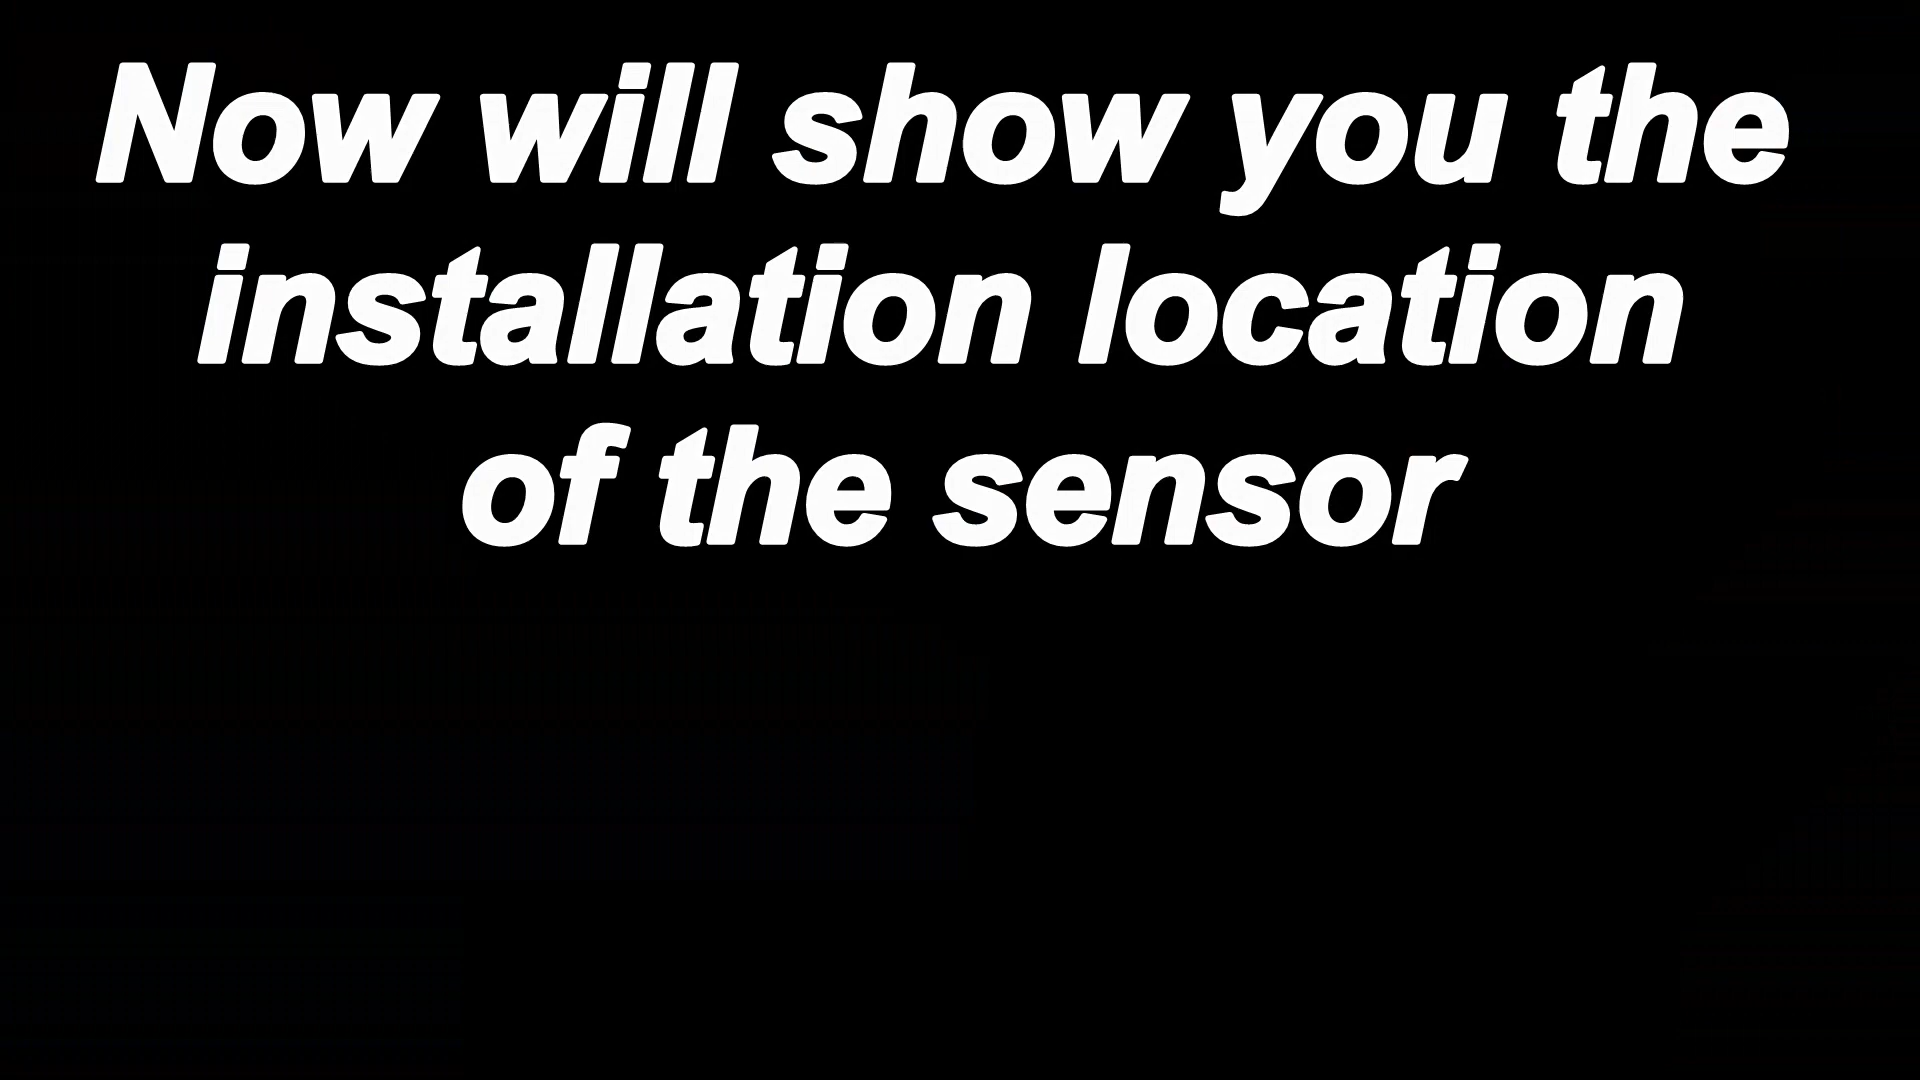 Now will show you the
installation location
of the sensor